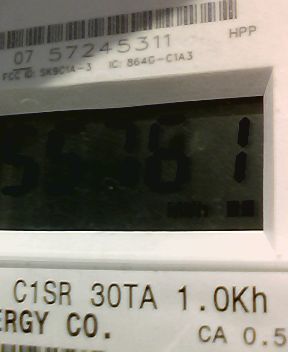 07 57245311
HPP
FCC ID: SK9C1A-3 IC: 864G-C1A3
56761
C1SR 30TA 1.0Kh
ERGY CO.
CA 0.5